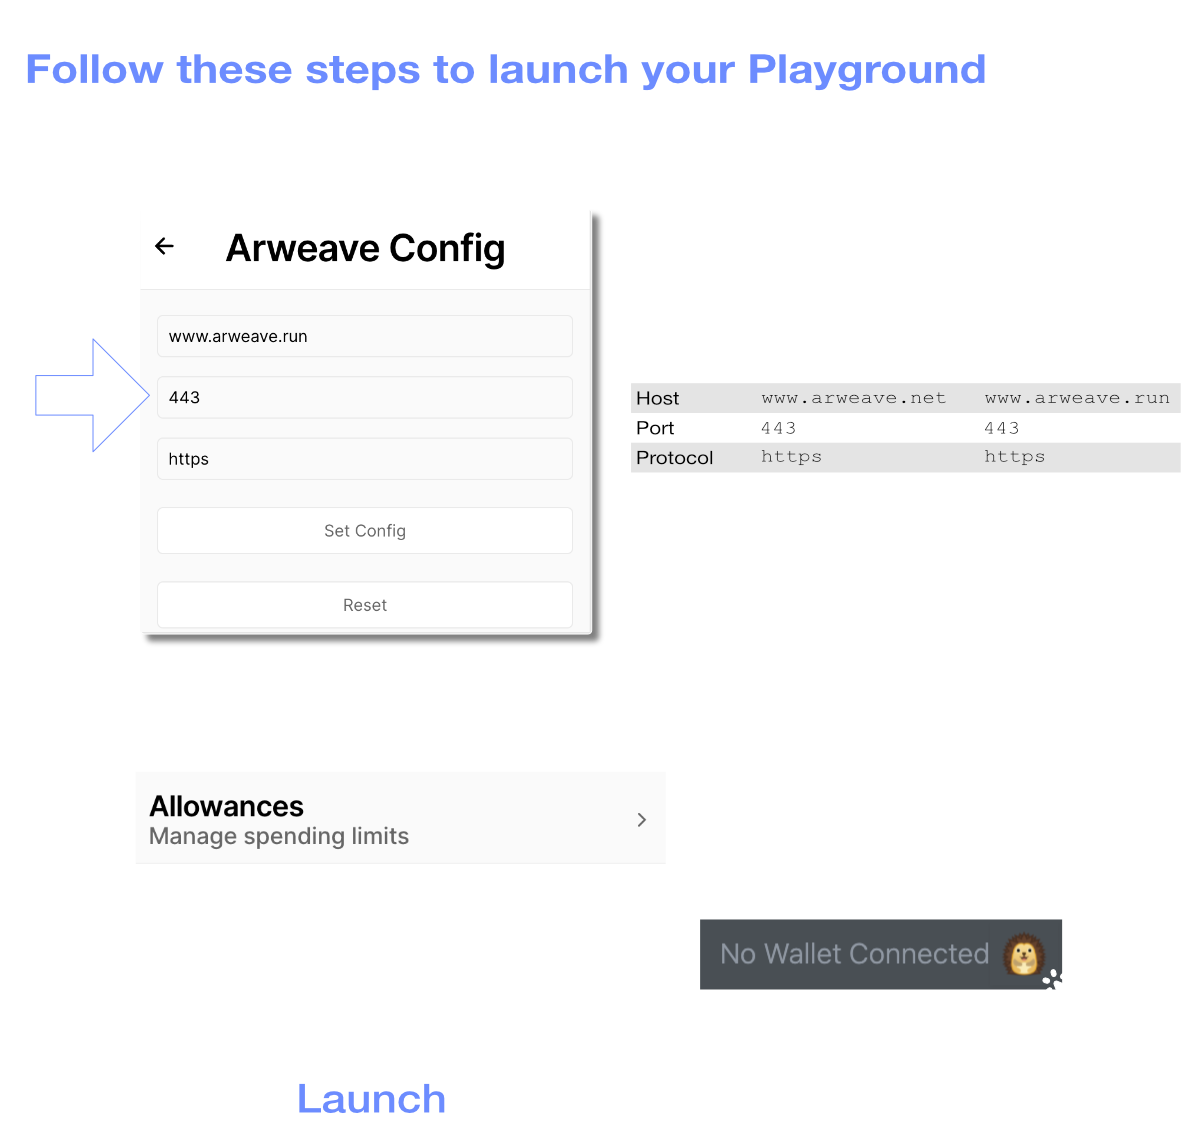 Follow these steps to launch your Playground
Arweave Config
www.arweave.run
443
https
Set Config
Reset
Host www.arweave.net www.arweave.run
Port 443 443
Protocol https https
Allowances
Manage spending limits
No Wallet Connected
Launch